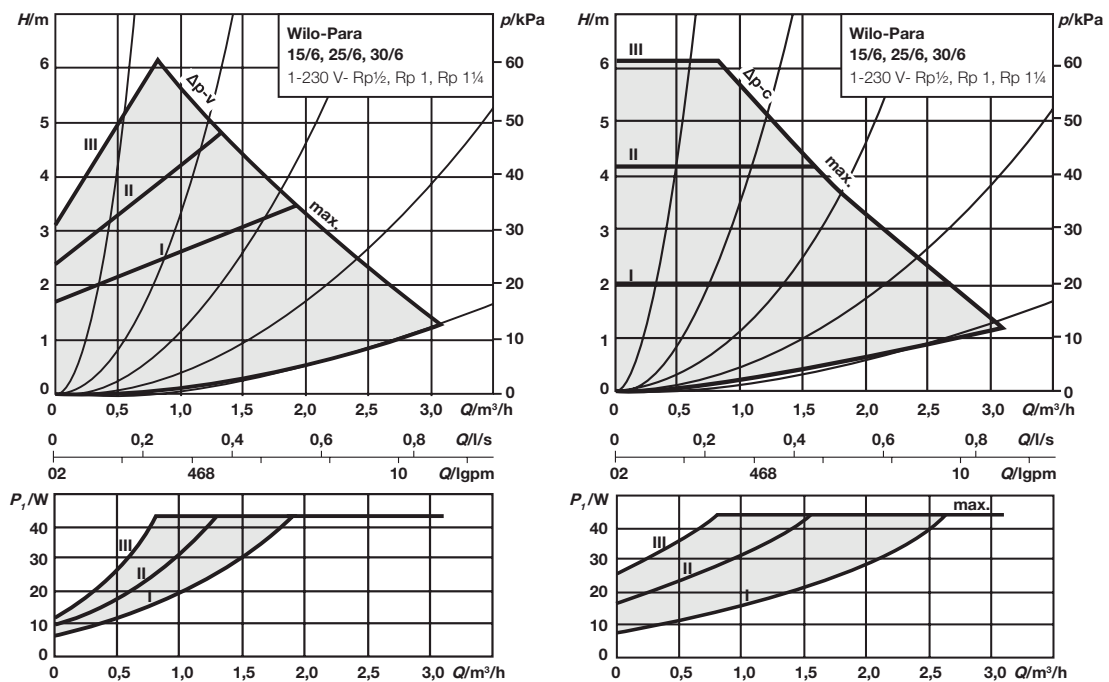 H/m
p/kPa
Wilo-Para
15/6, 25/6, 30/6
1-230 V- Rp½, Rp 1, Rp 1¼
6
5
4
3
2
1
0
60
50
40
30
20
10
0
Δp-v
max.
III
II
I
0 0,5 1,0 1,5 2,0 2,5 3,0 Q/m³/h
0 0,2 0,4 0,6 0,8 Q/l/s
02 468 10 Q/lgpm
P₁/W
40
30
20
10
0
III
II
I
0 0,5 1,0 1,5 2,0 2,5 3,0 Q/m³/h
H/m
p/kPa
Wilo-Para
15/6, 25/6, 30/6
1-230 V- Rp½, Rp 1, Rp 1¼
6
5
4
3
2
1
0
60
50
40
30
20
10
0
Δp-c
max.
III
II
I
0 0,5 1,0 1,5 2,0 2,5 3,0 Q/m³/h
0 0,2 0,4 0,6 0,8 Q/l/s
02 468 10 Q/lgpm
P₁/W
40
30
20
10
0
max.
III
II
I
0 0,5 1,0 1,5 2,0 2,5 3,0 Q/m³/h